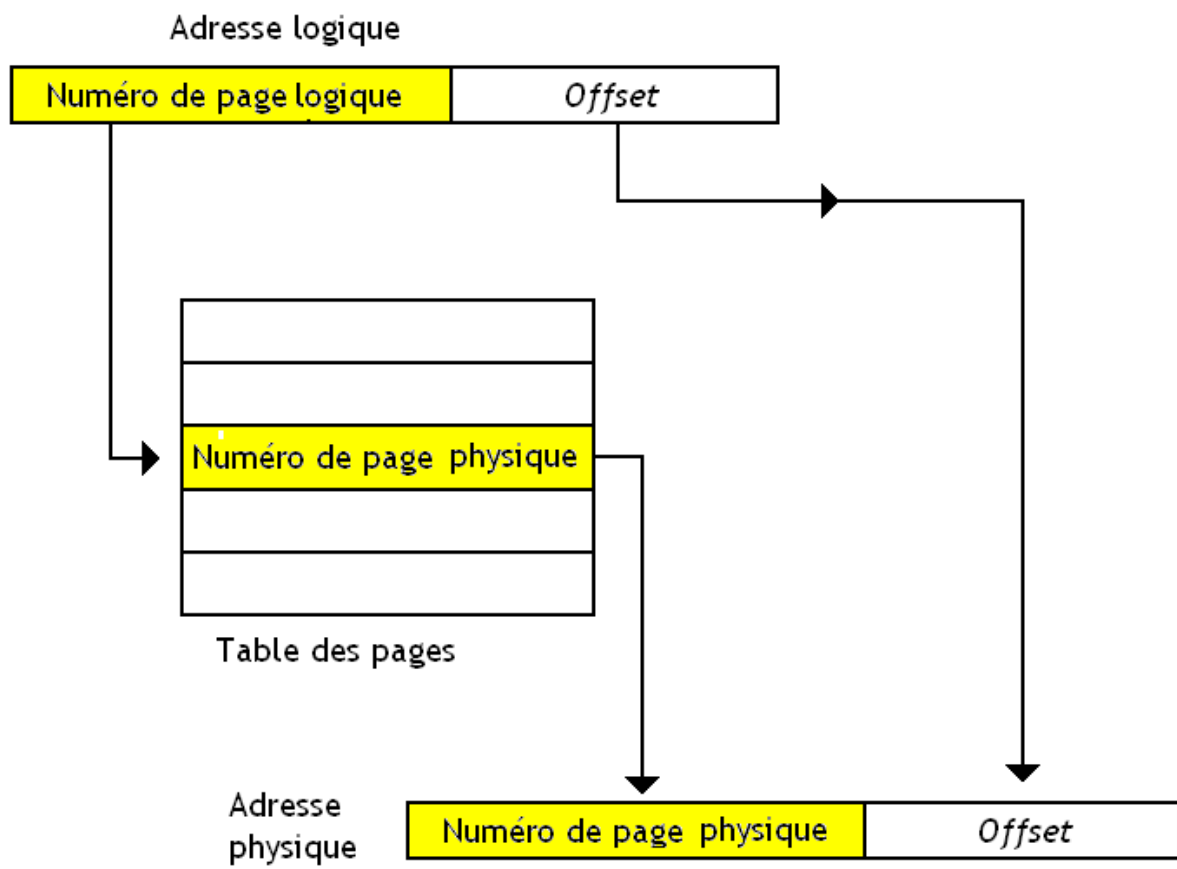 Adresse logique
Numéro de page logique
Offset
Numéro de page physique
Table des pages
Adresse
physique
Numéro de page physique
Offset